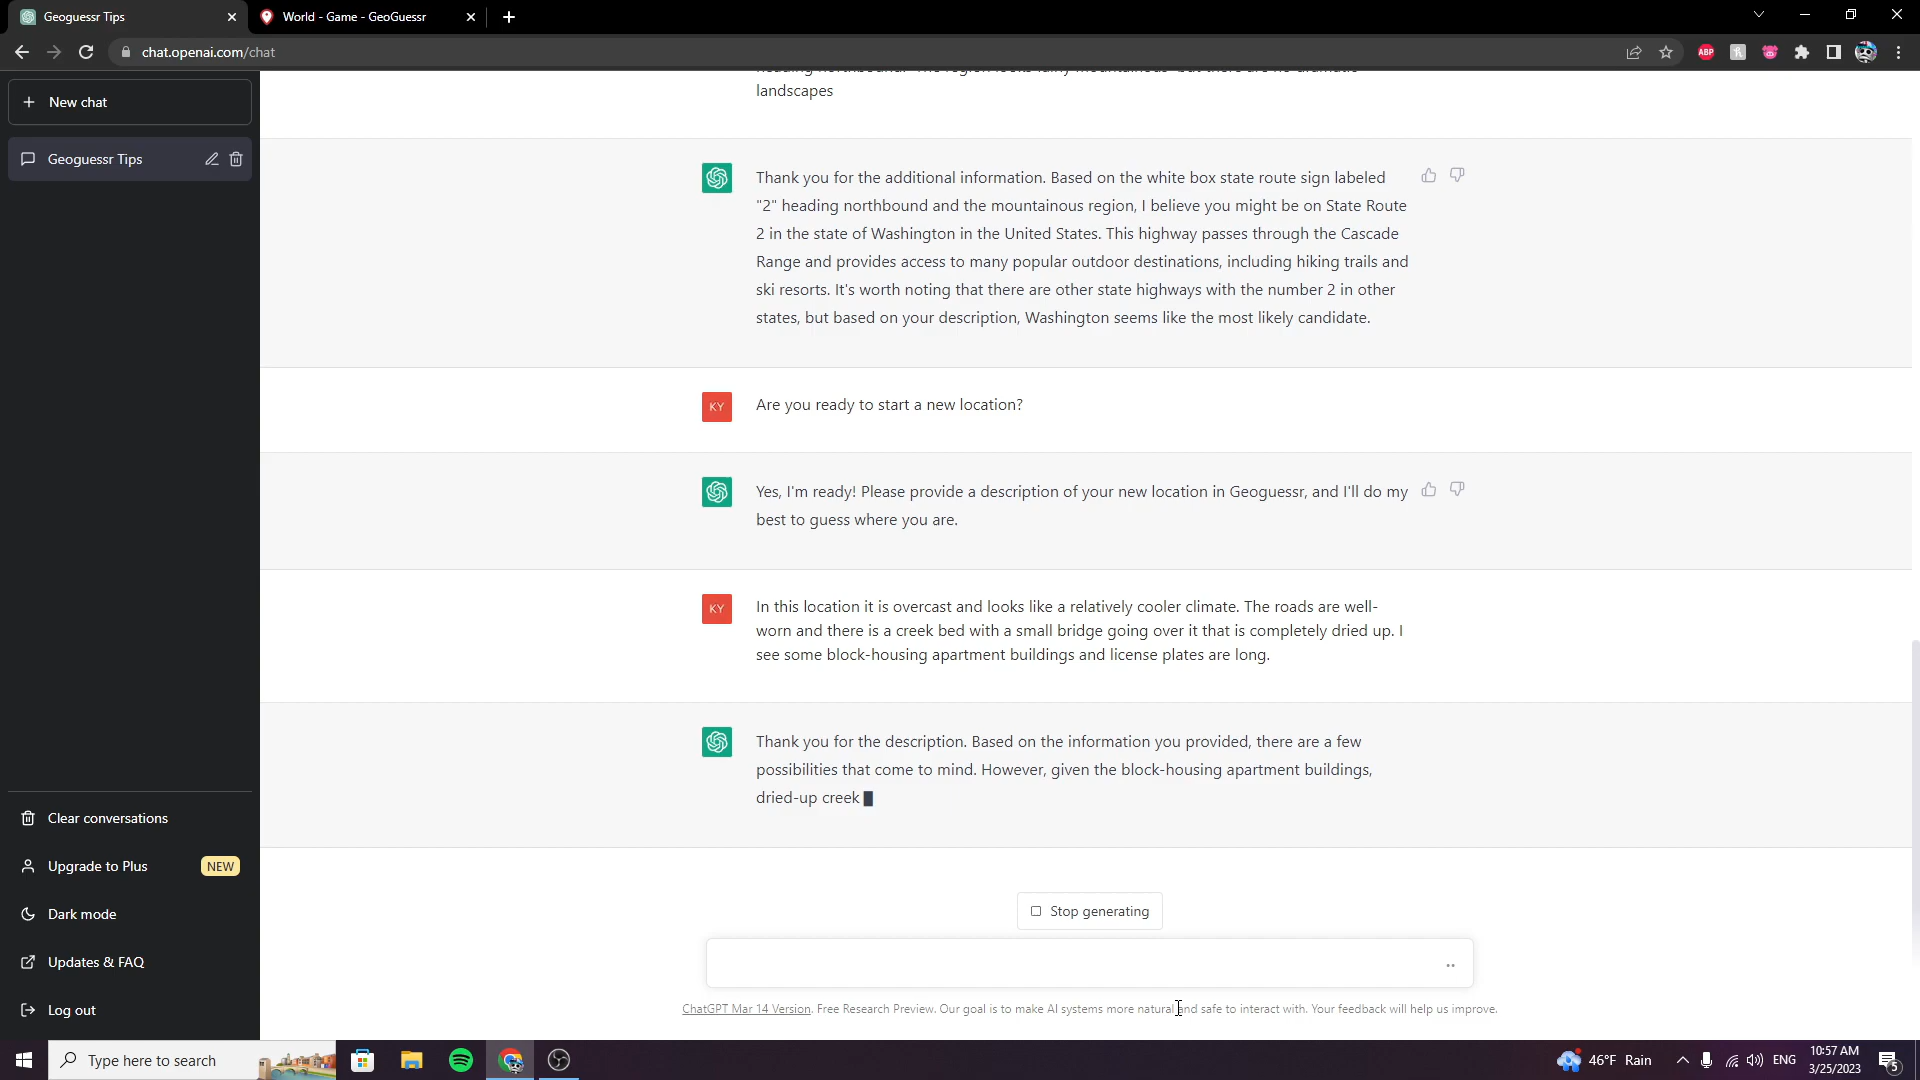 Geoguessr Tips
World - Game - GeoGuessr
chat.openai.com/chat
ABP
New chat
Geoguessr Tips
landscapes
Thank you for the additional information. Based on the white box state route sign labeled
"2" heading northbound and the mountainous region, I believe you might be on State Route
2 in the state of Washington in the United States. This highway passes through the Cascade
Range and provides access to many popular outdoor destinations, including hiking trails and
ski resorts. It's worth noting that there are other state highways with the number 2 in other
states, but based on your description, Washington seems like the most likely candidate.
KY
Are you ready to start a new location?
Yes, I'm ready! Please provide a description of your new location in Geoguessr, and I'll do my
best to guess where you are.
KY
In this location it is overcast and looks like a relatively cooler climate. The roads are well-
worn and there is a creek bed with a small bridge going over it that is completely dried up. I
see some block-housing apartment buildings and license plates are long.
Thank you for the description. Based on the information you provided, there are a few
possibilities that come to mind. However, given the block-housing apartment buildings,
dried-up creek
Clear conversations
Upgrade to Plus NEW
Dark mode
Updates & FAQ
Log out
Stop generating
ChatGPT Mar 14 Version. Free Research Preview. Our goal is to make AI systems more natural and safe to interact with. Your feedback will help us improve.
Type here to search
46°F Rain
ENG
10:57 AM
3/25/2023
5